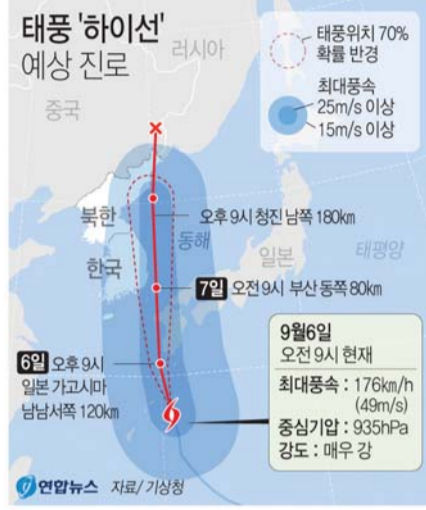 태풍 '하이선'
예상 진로
러시아
중국
태풍위치 70%
확률 반경
최대풍속
25m/s 이상
15m/s 이상
북한
오후 9시 청진 남쪽 180km
동해
일본
태평양
한국
7일 오전 9시 부산 동쪽 80km
6일 오후 9시
일본 가고시마
남남서쪽 120km
9월6일
오전 9시 현재
최대풍속 : 176km/h
(49m/s)
중심기압 : 935hPa
강도 : 매우 강
연합뉴스 자료/ 기상청